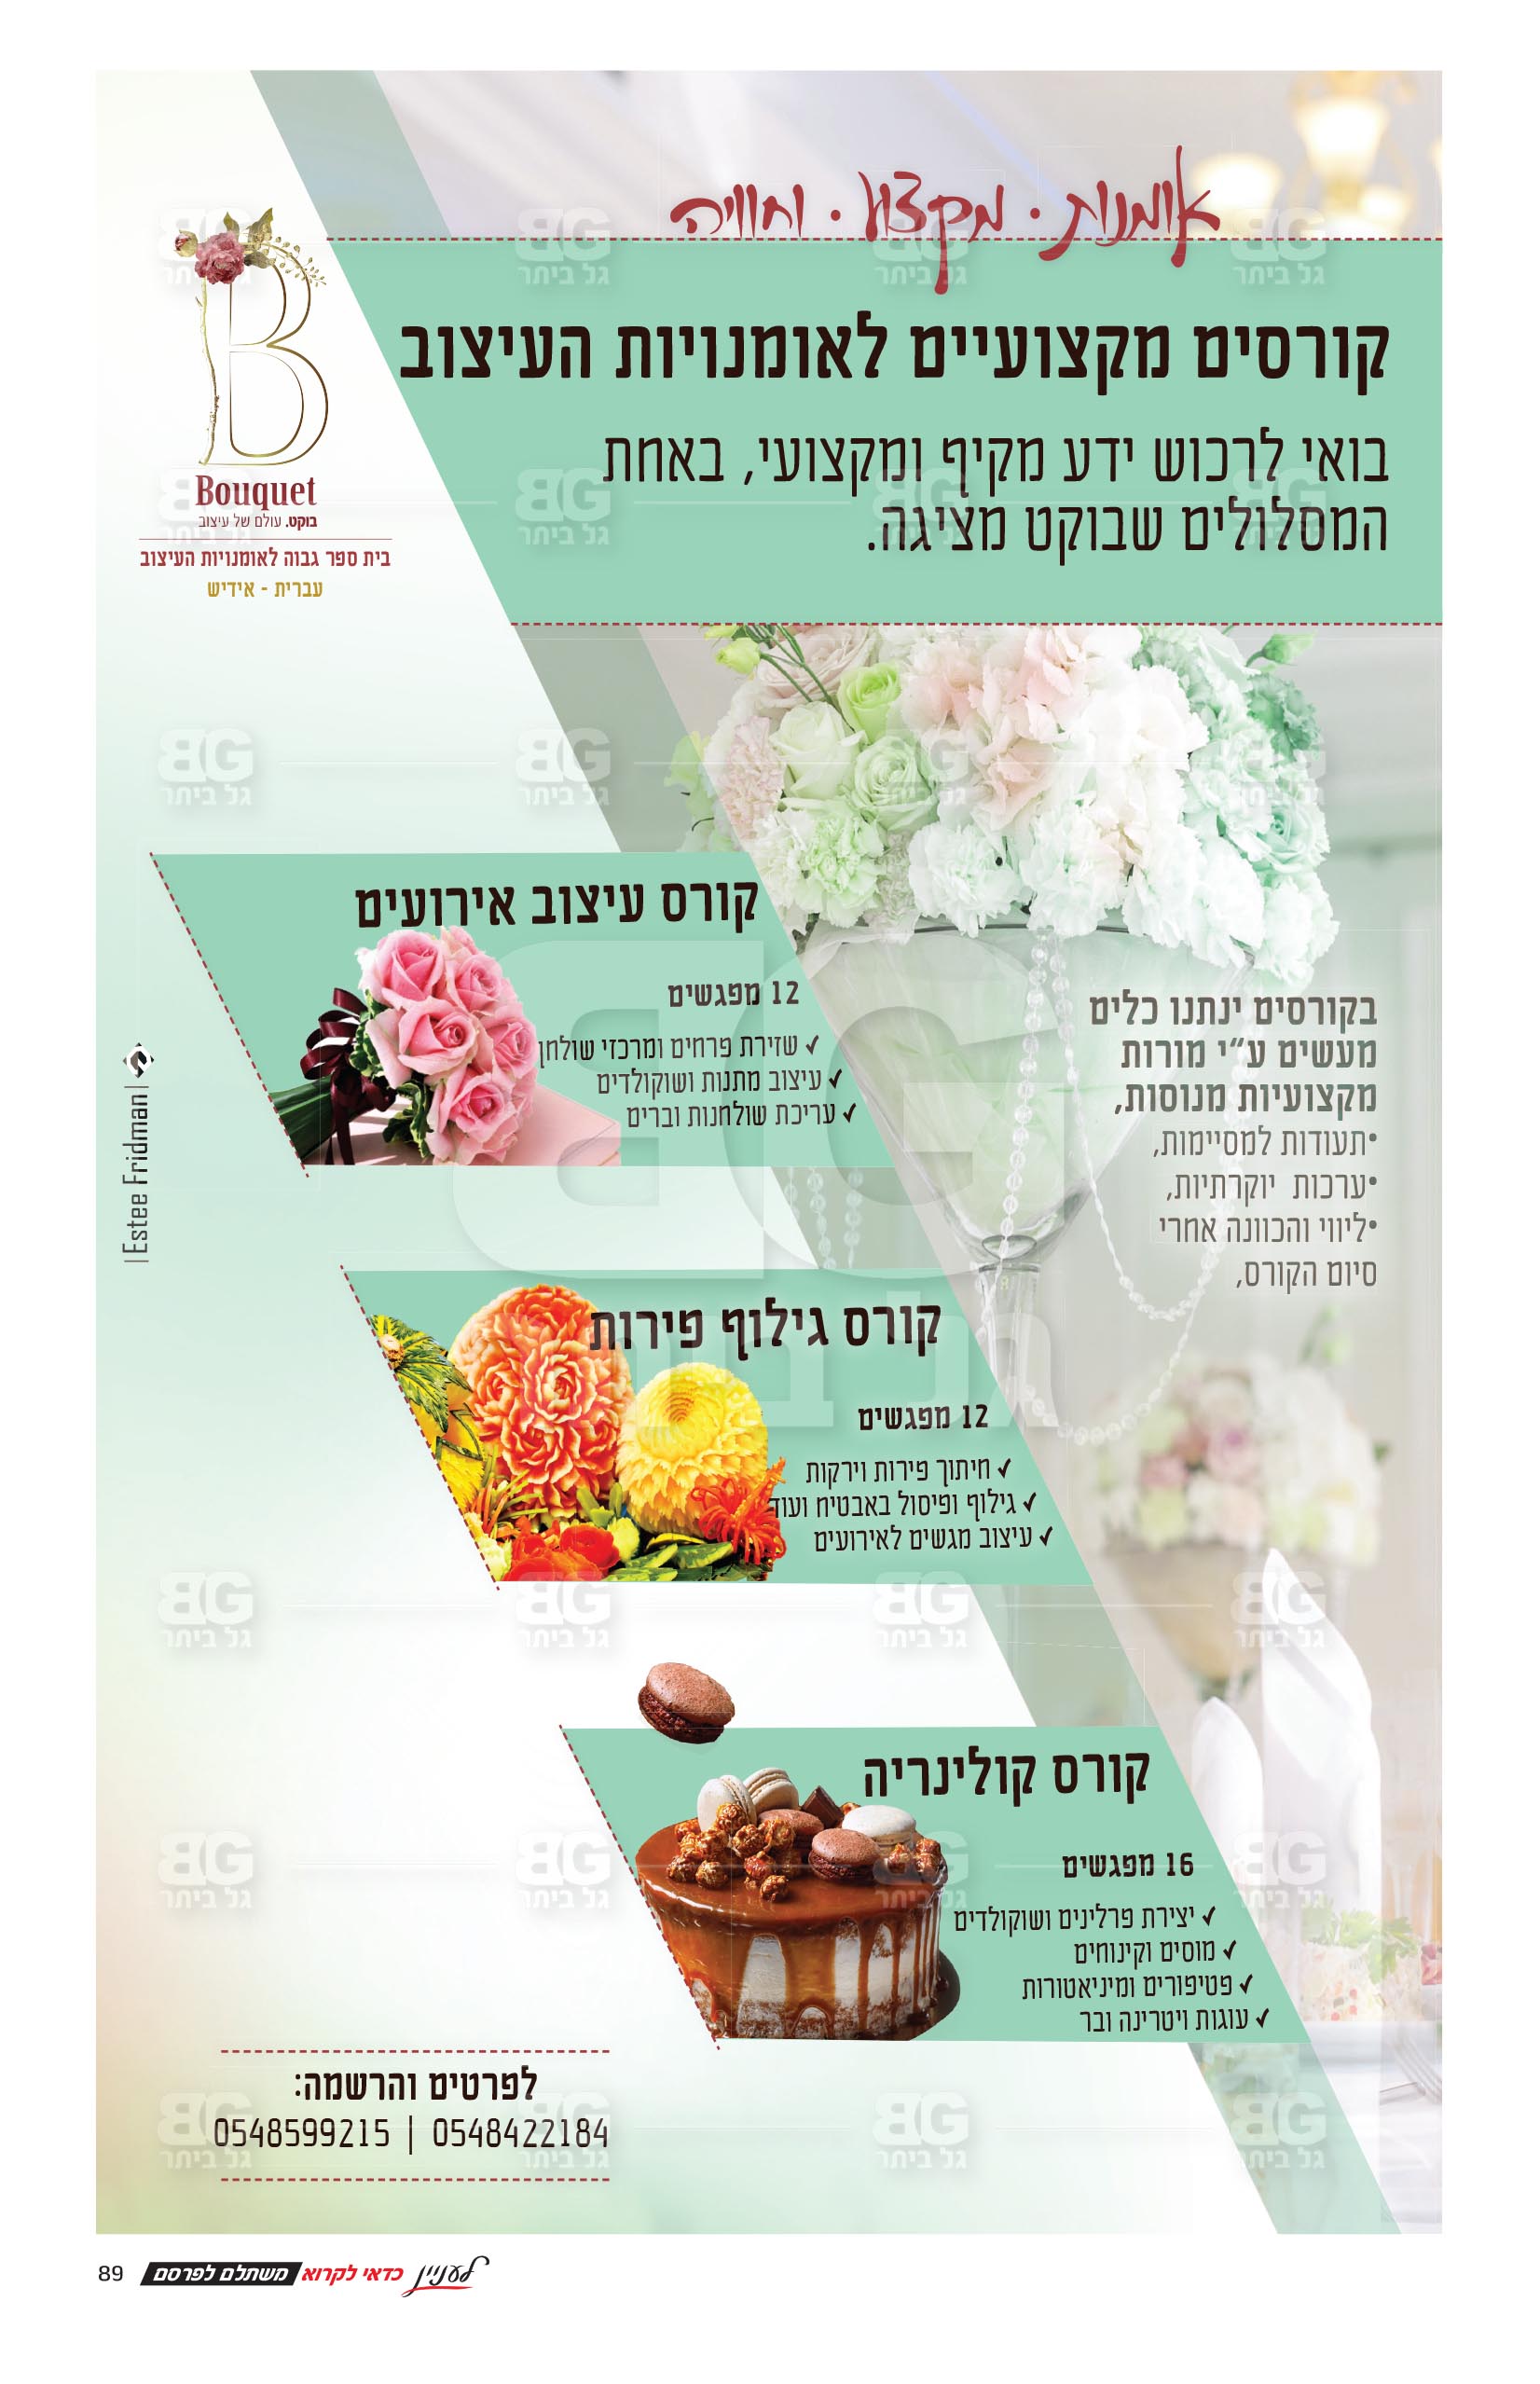 אומנות • מקצוע • וחוויה
קורסים מקצועיים לאומנויות העיצוב
בואי לרכוש ידע מקיף ומקצועי, באחת
המסלולים שבוקט מציגה.
B
Bouquet
בוקט. עולם של עיצוב
בית ספר גבוה לאומנויות העיצוב
עברית - אידיש
קורס עיצוב אירועים
12 מפגשים
✓ שזירת פרחים ומרכזי שולחן
✓ עיצוב מתנות ושוקולדים
✓ עריכת שולחנות וברים
בקורסים ינתנו כלים
מעשים ע"י מורות
מקצועיות מנוסות,
•תעודות למסיימות,
•ערכות יוקרתיות,
•ליווי והכוונה אחרי
סיום הקורס,
קורס גילוף פירות
12 מפגשים
✓ חיתוך פירות וירקות
✓ גילוף ופיסול באבטיח ועוד
✓ עיצוב מגשים לאירועים
קורס קולינריה
16 מפגשים
✓ יצירת פרלינים ושוקולדים
✓ מוסים וקינוחים
✓ פטיפורים ומיניאטורות
✓ עוגות ויטרינה ובר
לפרטים והרשמה:
0548599215 | 0548422184
|Estee Fridman|
לעניין כדאי לקרוא משתלם לפרסם 89
BG
גל ביתר